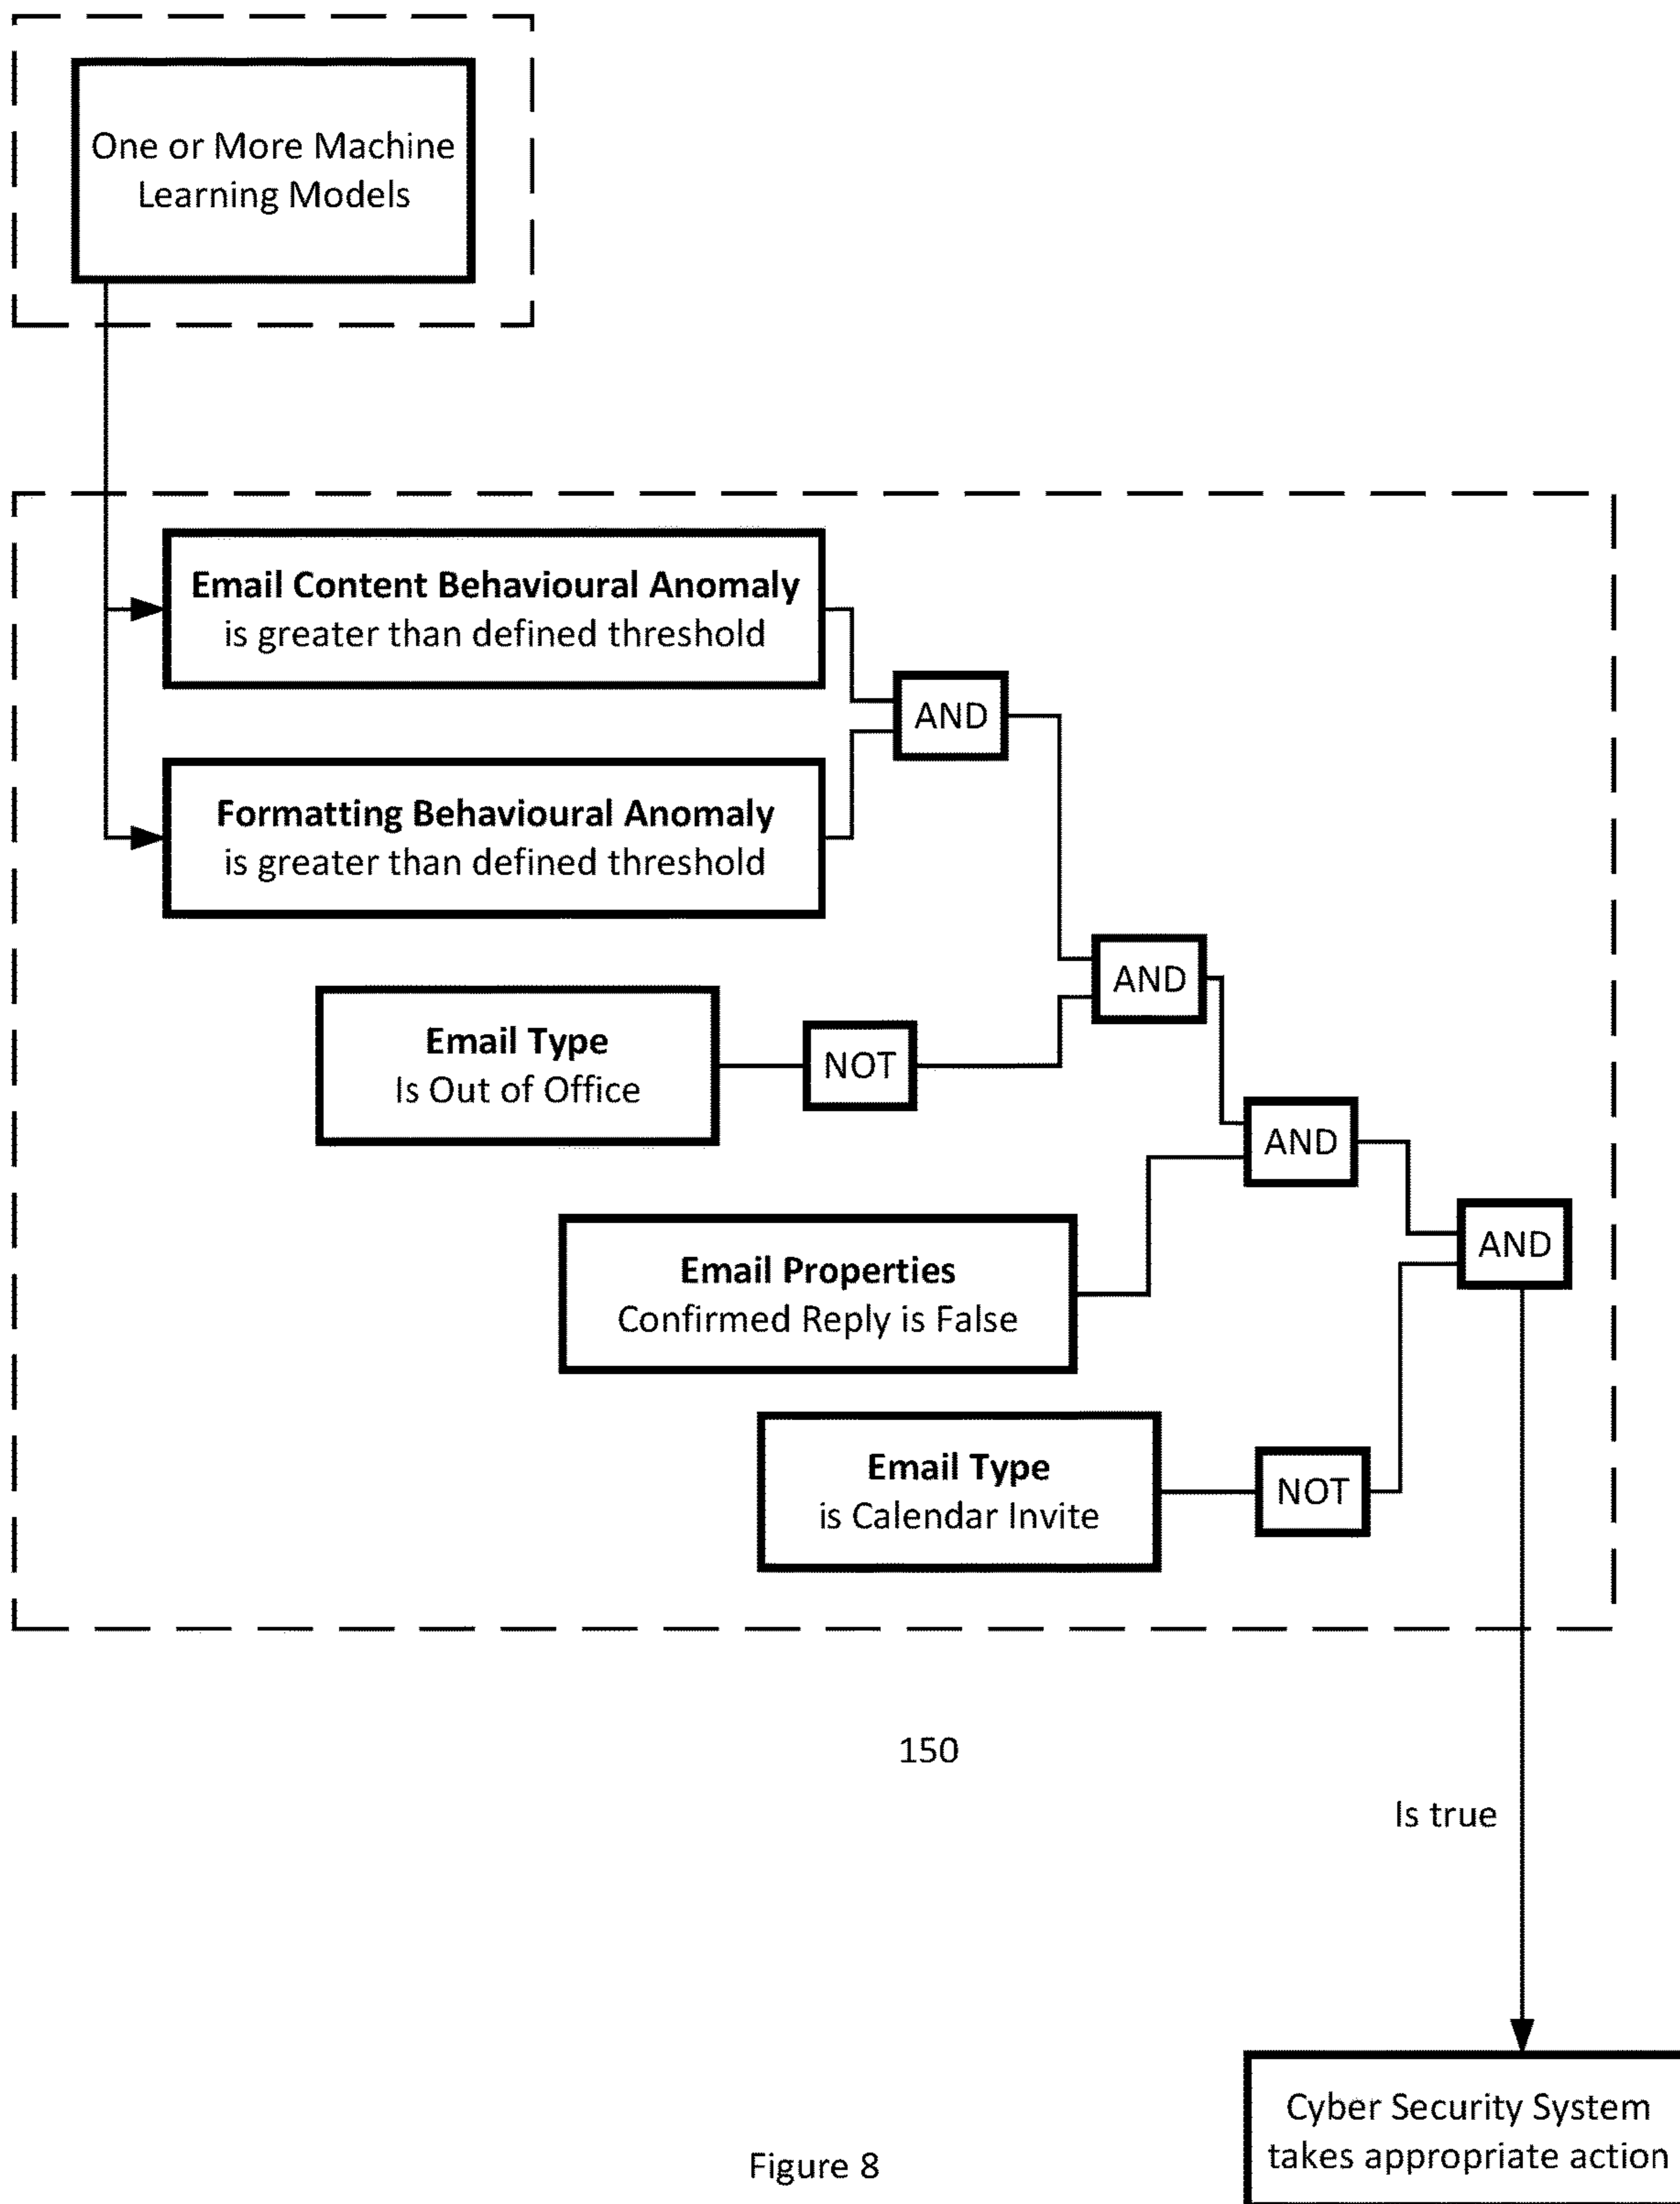 One or More Machine
Learning Models
Email Content Behavioural Anomaly
is greater than defined threshold
AND
Formatting Behavioural Anomaly
is greater than defined threshold
AND
Email Type
Is Out of Office
NOT
AND
Email Properties
Confirmed Reply is False
AND
Email Type
is Calendar Invite
NOT
150
Is true
Cyber Security System
takes appropriate action
Figure 8